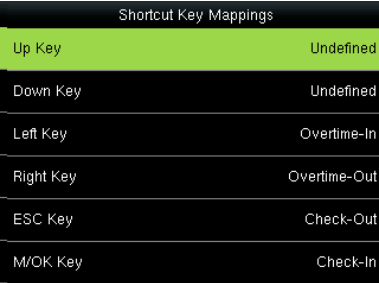 Shortcut Key Mappings
Up Key Undefined
Down Key Undefined
Left Key Overtime-In
Right Key Overtime-Out
ESC Key Check-Out
M/OK Key Check-In